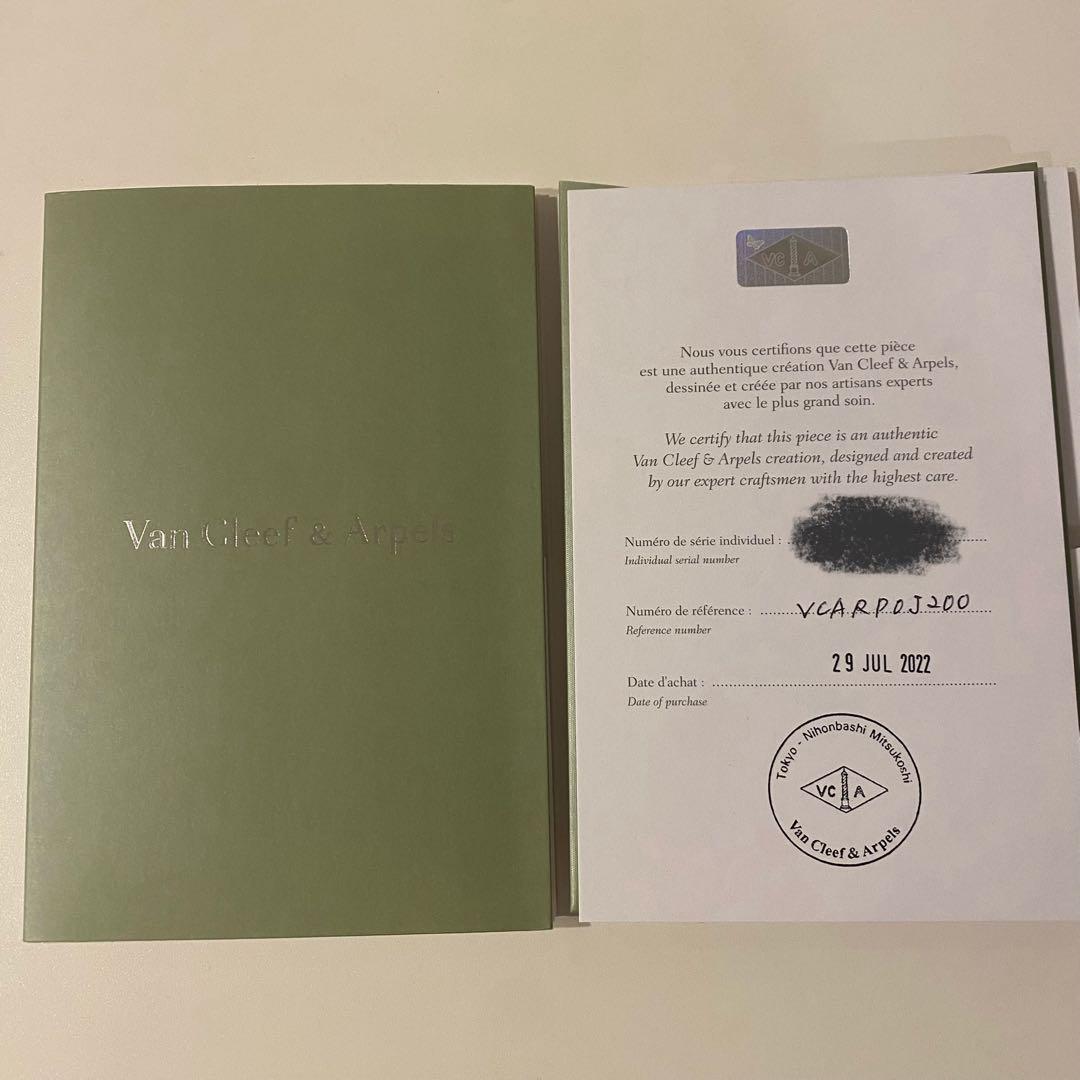 Van Cleef & Arpels
VC A
Nous vous certifions que cette pièce
est une authentique création Van Cleef & Arpels,
dessinée et créée par nos artisans experts
avec le plus grand soin.
We certify that this piece is an authentic
Van Cleef & Arpels creation, designed and created
by our expert craftsmen with the highest care.
Numéro de série individuel :
Individual serial number
Numéro de référence : VCARPOJ200
Reference number
29 JUL 2022
Date d'achat :
Date of purchase
Tokyo - Nihonbashi Mitsukoshi
VC A
Van Cleef & Arpels